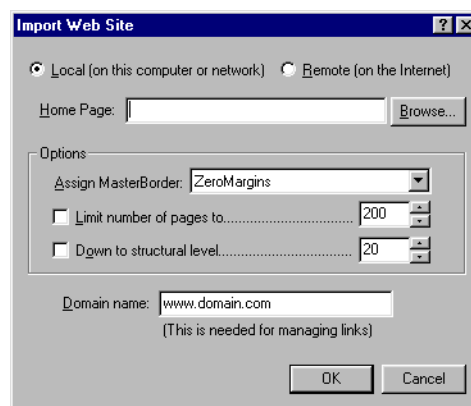 Import Web Site
Local (on this computer or network) Remote (on the Internet)
Home Page: Browse...
Options
Assign MasterBorder: ZeroMargins
Limit number of pages to................................. 200
Down to structural level.................................. 20
Domain name: www.domain.com
(This is needed for managing links)
OK Cancel